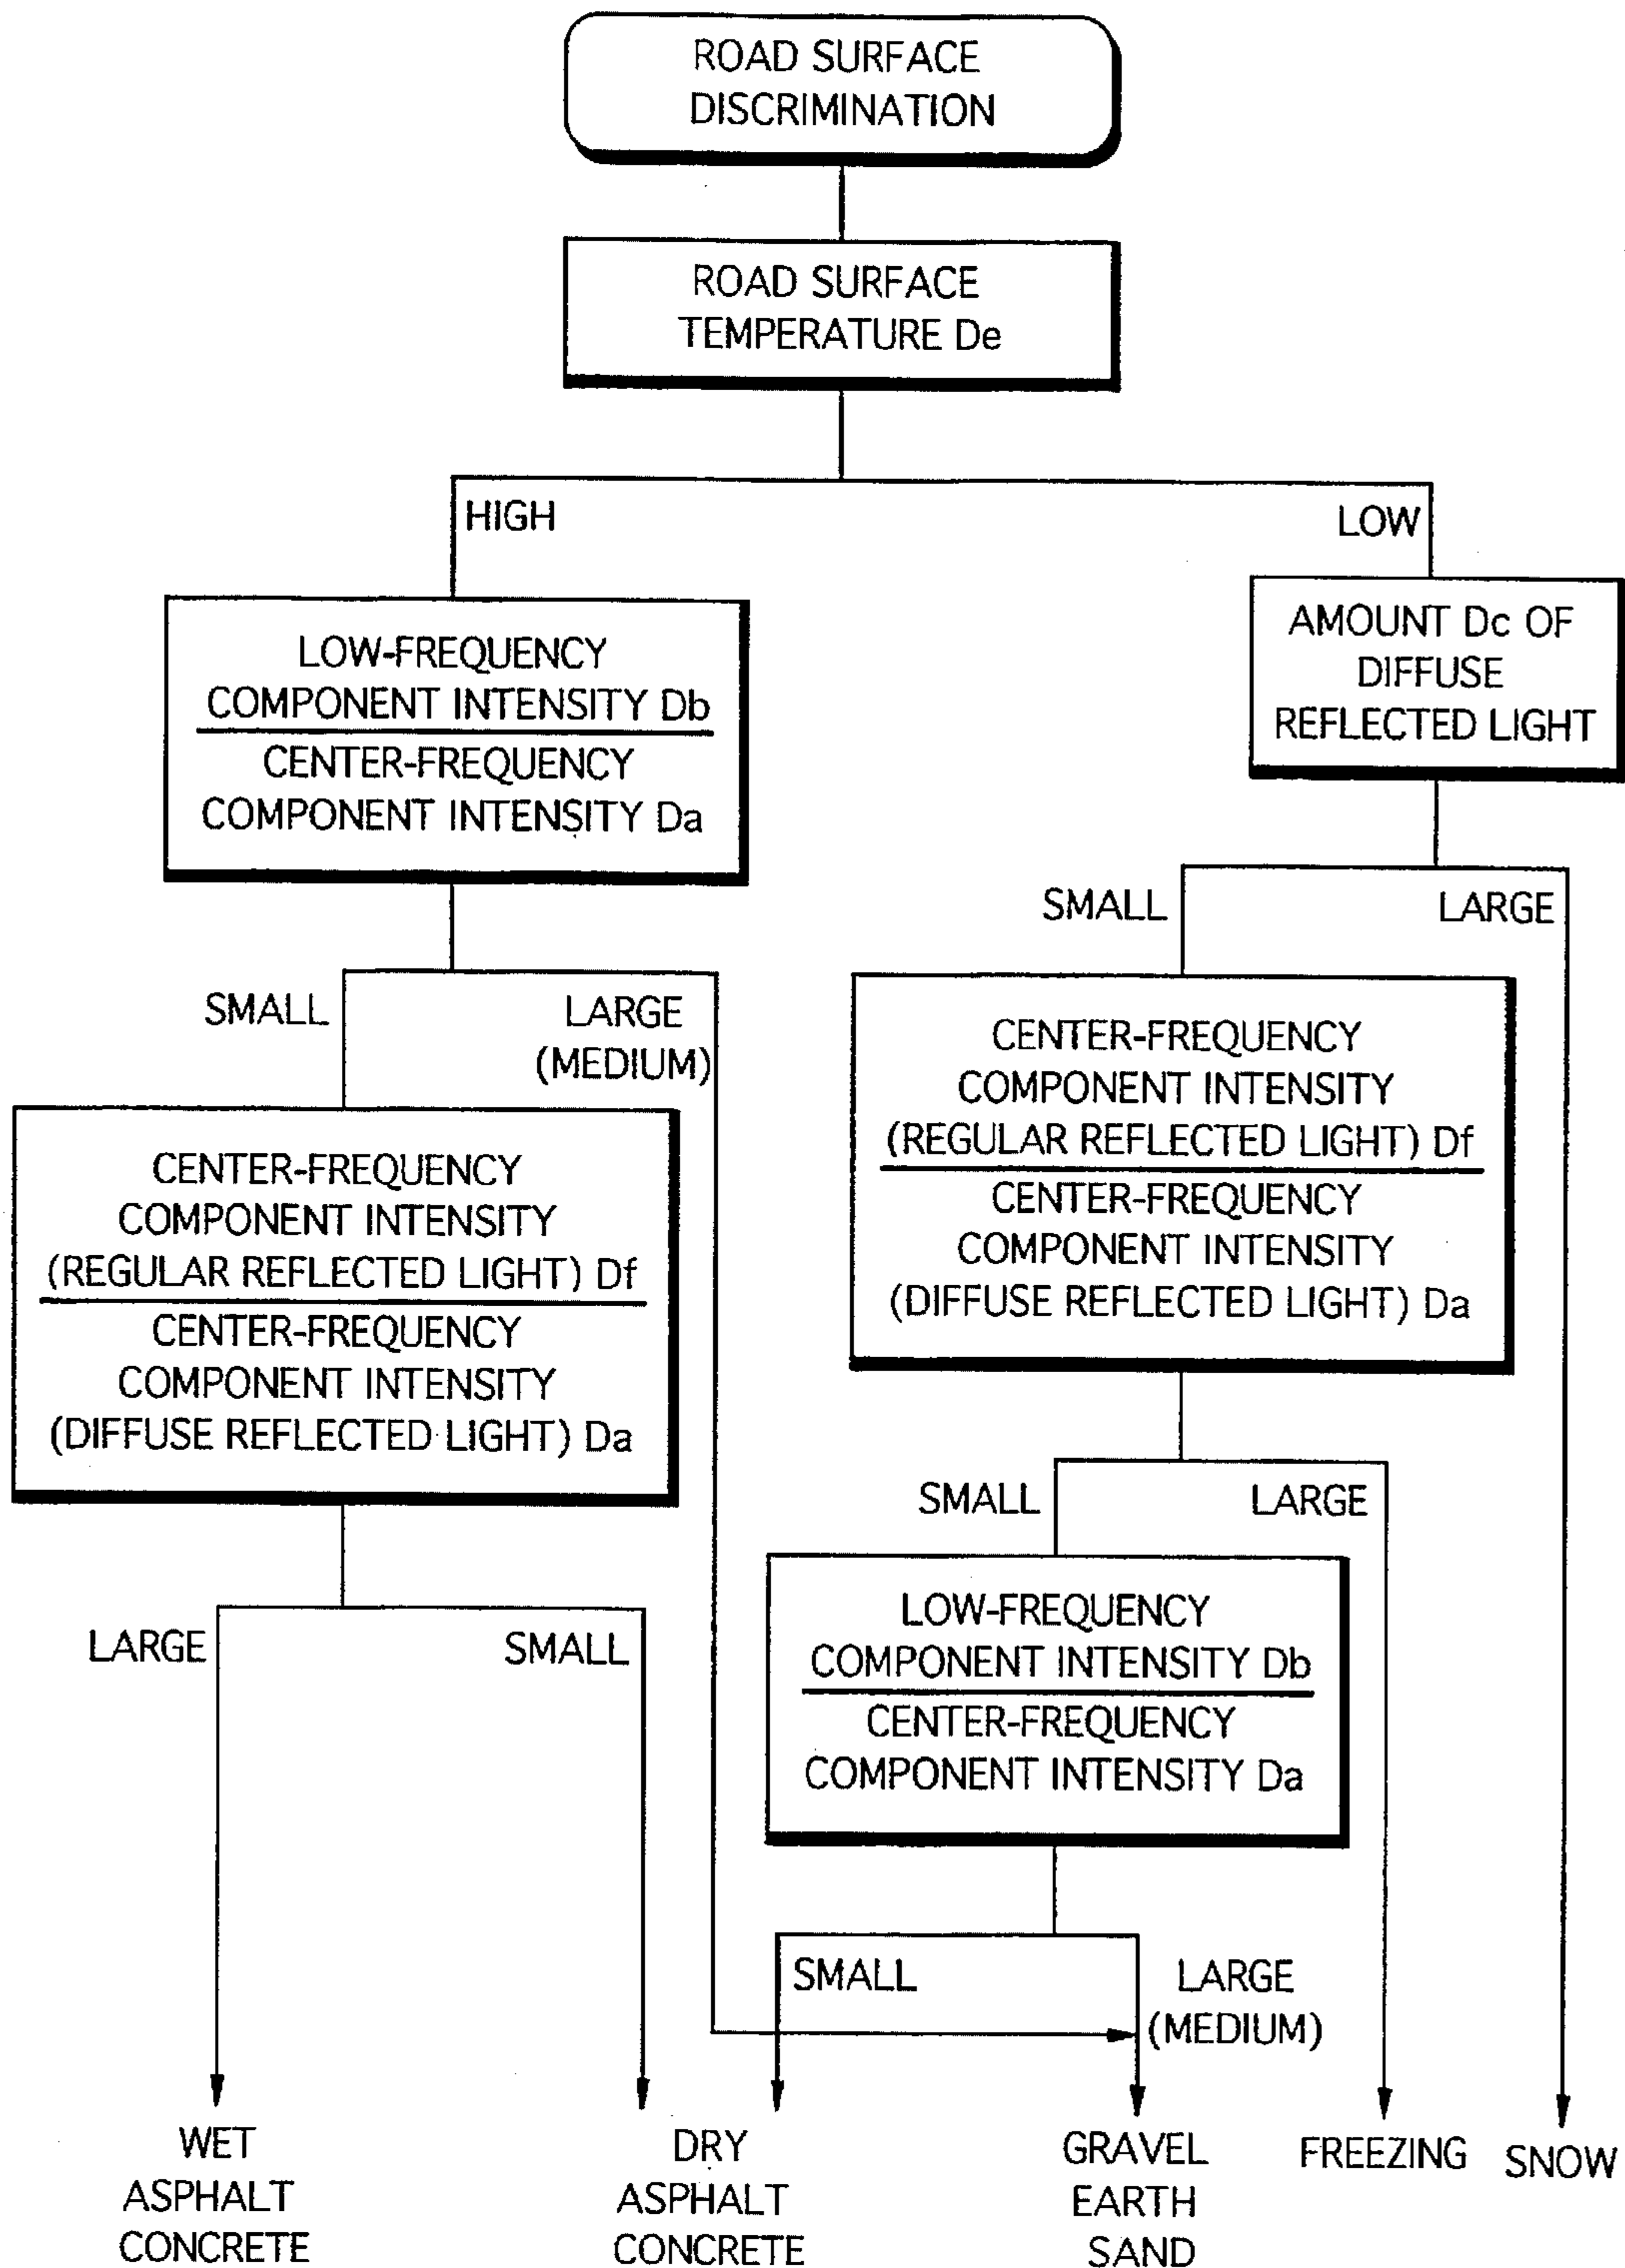 ROAD SURFACE
DISCRIMINATION
ROAD SURFACE
TEMPERATURE De
HIGH
LOW
LOW-FREQUENCY
COMPONENT INTENSITY Db
CENTER-FREQUENCY
COMPONENT INTENSITY Da
AMOUNT Dc OF
DIFFUSE
REFLECTED LIGHT
SMALL
LARGE
(MEDIUM)
SMALL
LARGE
CENTER-FREQUENCY
COMPONENT INTENSITY
(REGULAR REFLECTED LIGHT) Df
CENTER-FREQUENCY
COMPONENT INTENSITY
(DIFFUSE REFLECTED LIGHT) Da
CENTER-FREQUENCY
COMPONENT INTENSITY
(REGULAR REFLECTED LIGHT) Df
CENTER-FREQUENCY
COMPONENT INTENSITY
(DIFFUSE REFLECTED LIGHT) Da
LARGE
SMALL
SMALL
LARGE
LOW-FREQUENCY
COMPONENT INTENSITY Db
CENTER-FREQUENCY
COMPONENT INTENSITY Da
SMALL
LARGE
(MEDIUM)
WET
ASPHALT
CONCRETE
DRY
ASPHALT
CONCRETE
GRAVEL
EARTH
SAND
FREEZING
SNOW